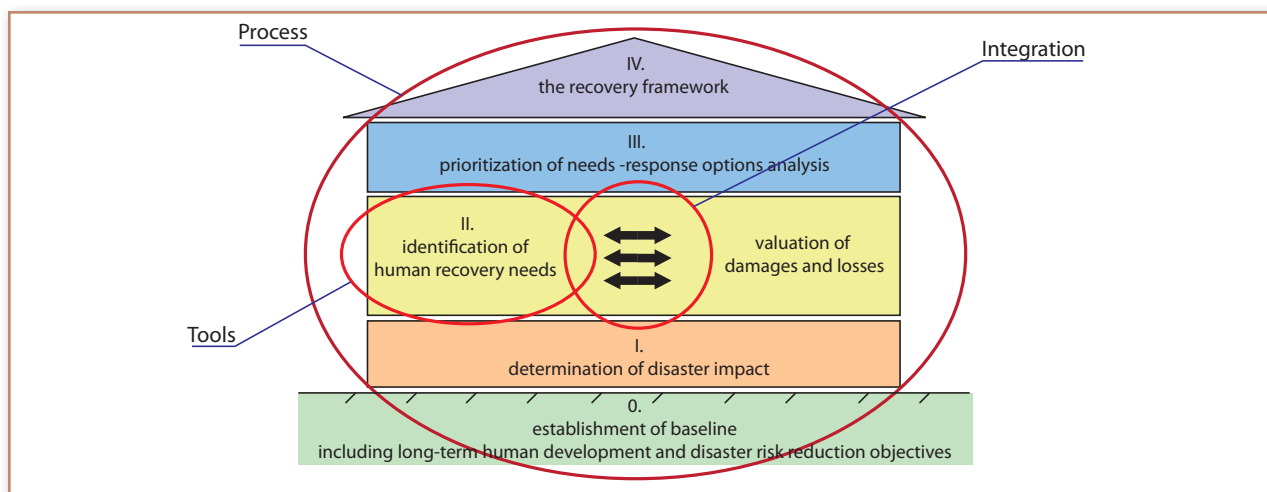 Process
Integration
IV.
the recovery framework
III.
prioritization of needs -response options analysis
II.
identification of
human recovery needs
valuation of
damages and losses
Tools
I.
determination of disaster impact
0.
establishment of baseline
including long-term human development and disaster risk reduction objectives